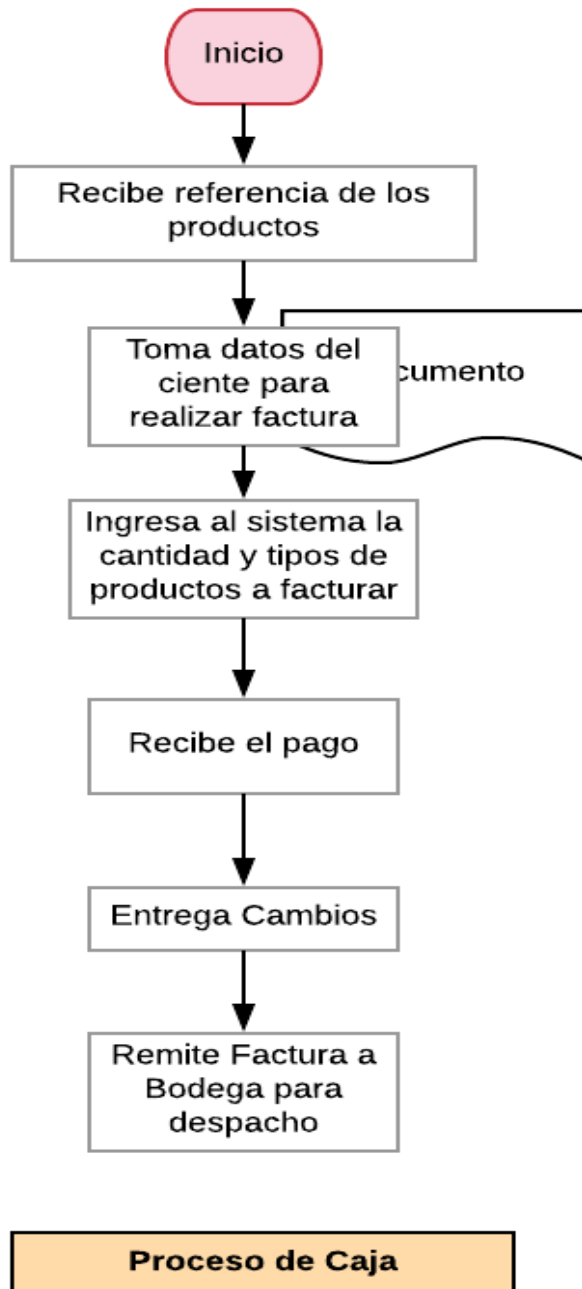 Inicio
Recibe referencia de los
productos
Toma datos del
ciente para
realizar factura
cumento
Ingresa al sistema la
cantidad y tipos de
productos a facturar
Recibe el pago
Entrega Cambios
Remite Factura a
Bodega para
despacho
Proceso de Caja